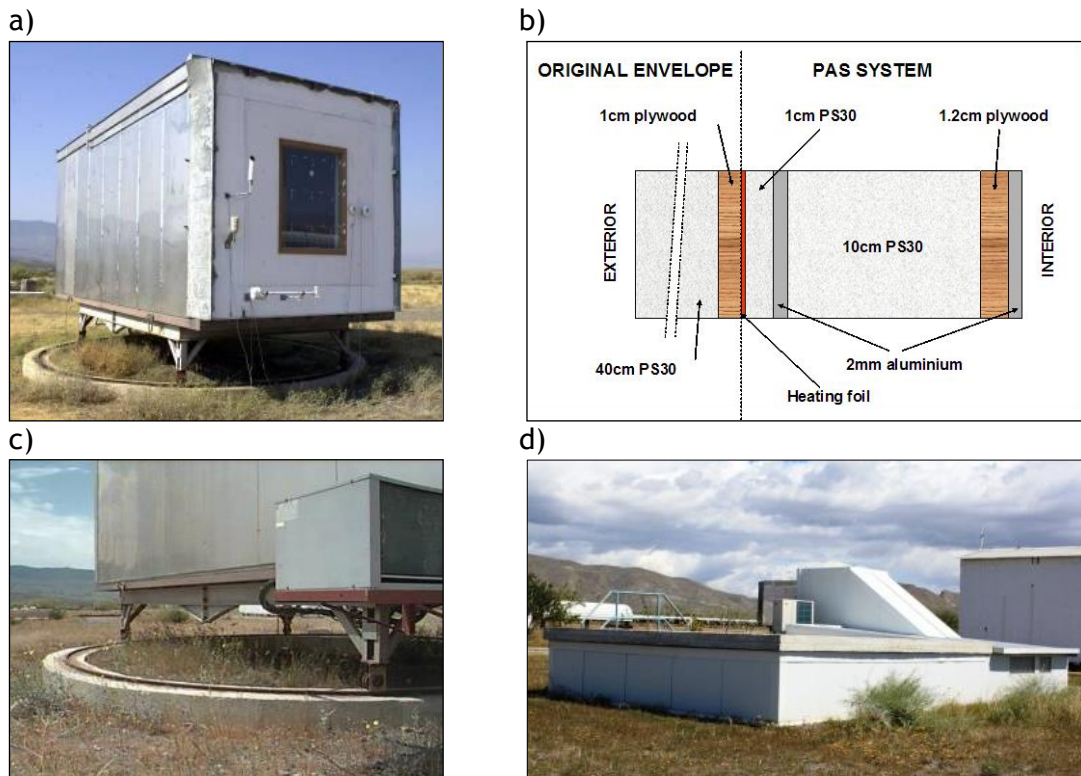 a)
b)
ORIGINAL ENVELOPE
PAS SYSTEM
1cm plywood
1cm PS30
1.2cm plywood
EXTERIOR
10cm PS30
INTERIOR
40cm PS30
2mm aluminium
Heating foil
c)
d)